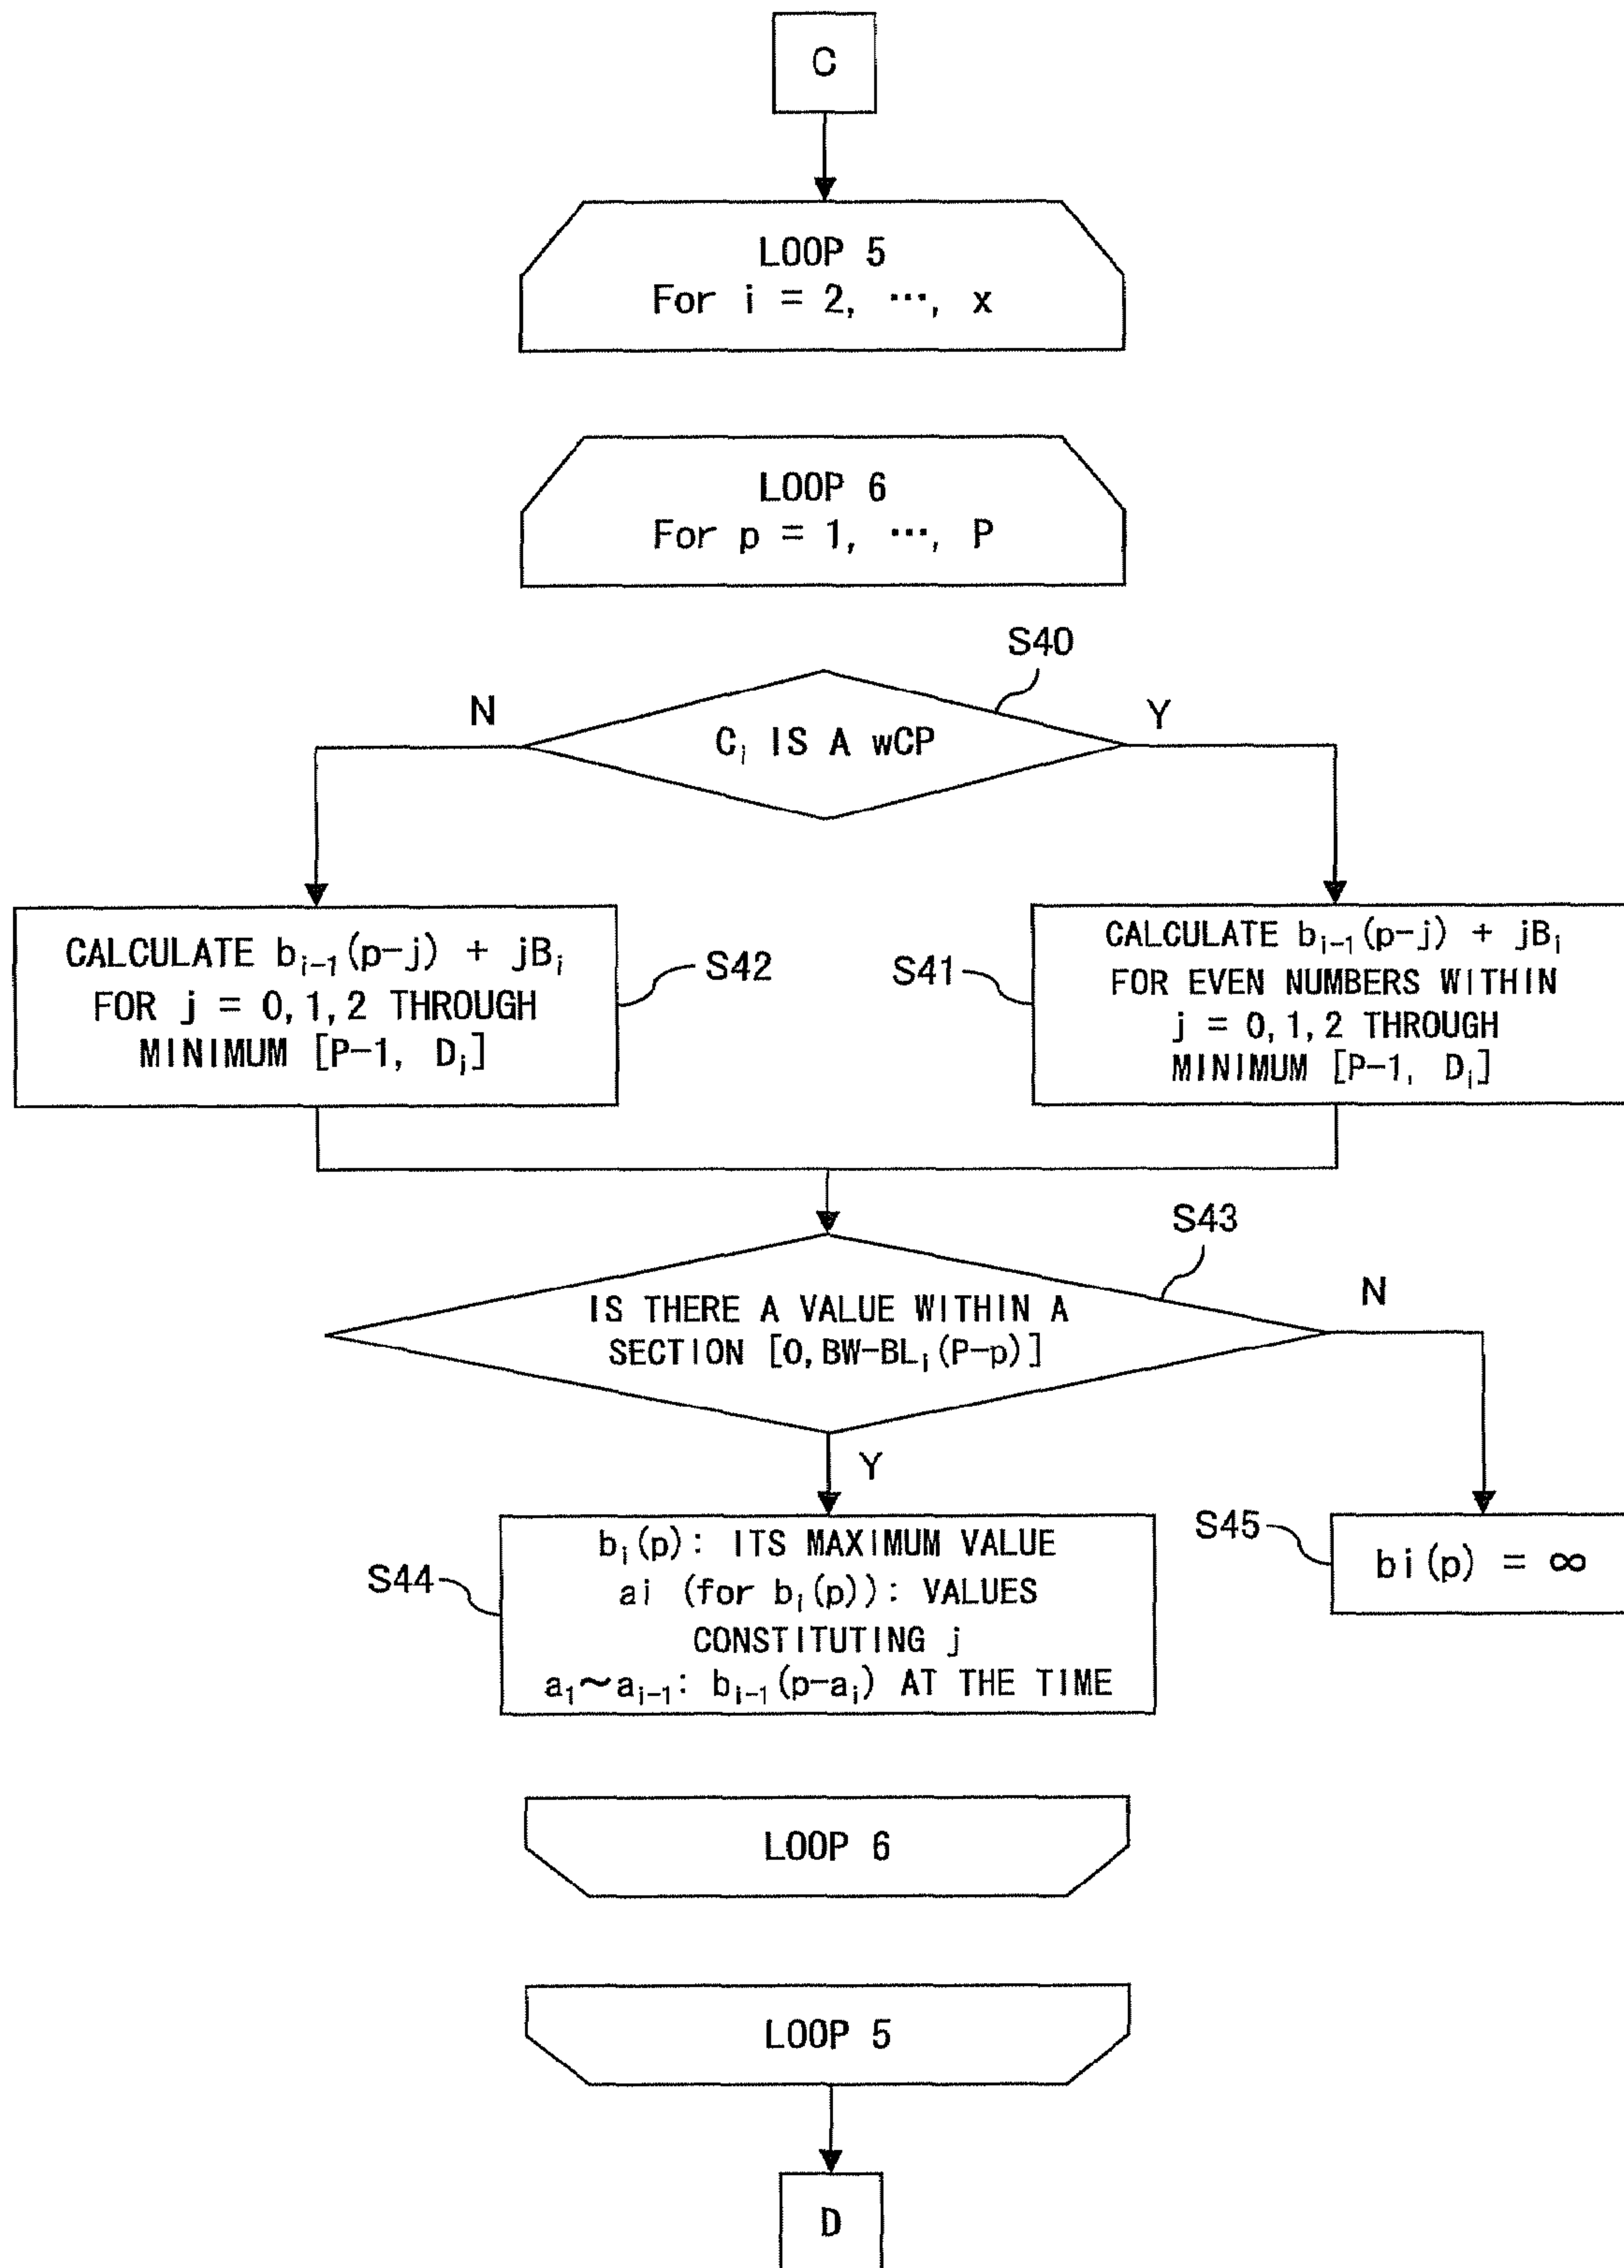 C
LOOP 5
For i = 2, ···, x
LOOP 6
For p = 1, ···, P
S40
N
Y
Cᵢ IS A wCP
CALCULATE bᵢ₋₁(p-j) + jBᵢ
FOR j = 0,1,2 THROUGH
MINIMUM [P-1, Dᵢ]
S42
S41
CALCULATE bᵢ₋₁(p-j) + jBᵢ
FOR EVEN NUMBERS WITHIN
j = 0,1,2 THROUGH
MINIMUM [P-1, Dᵢ]
S43
IS THERE A VALUE WITHIN A
SECTION [0,BW-BLᵢ(P-p)]
N
Y
S44
bᵢ(p): ITS MAXIMUM VALUE
ai (for bᵢ(p)): VALUES
CONSTITUTING j
a₁~aᵢ₋₁: bᵢ₋₁(p-aᵢ) AT THE TIME
S45
bi(p) = ∞
LOOP 6
LOOP 5
D